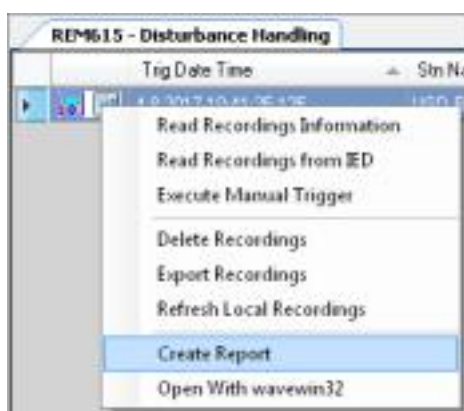 REM615 - Disturbance Handling
Trig Date Time Stn
Read Recordings Information
Read Recordings from IED
Execute Manual Trigger
Delete Recordings
Export Recordings
Refresh Local Recordings
Create Report
Open With wavewin32